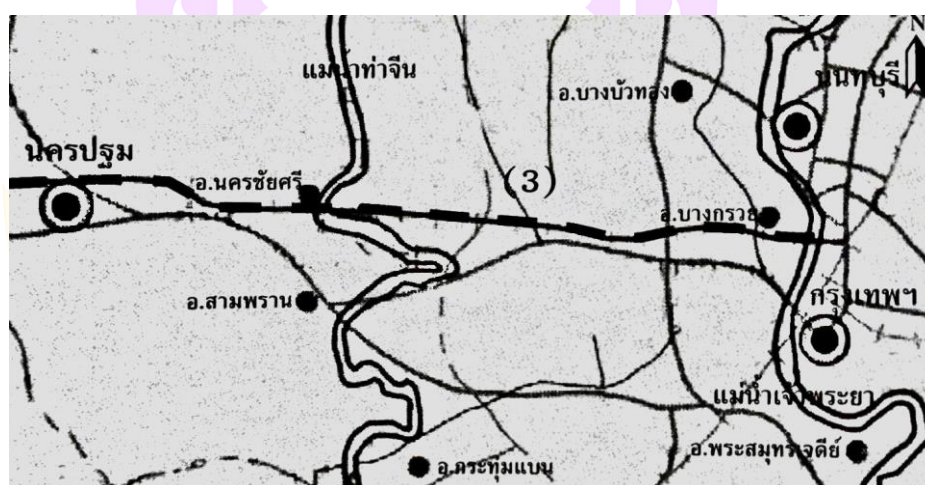 N
แม่น้ำท่าจีน
นนทบุรี
อ.บางบัวทอง
นครปฐม
อ.นครชัยศรี
(3)
อ.บางกรวย
อ.สามพราน
กรุงเทพฯ
แม่น้ำเจ้าพระยา
อ.พระสมุทรเจดีย์
อ.กระทุ่มแบน